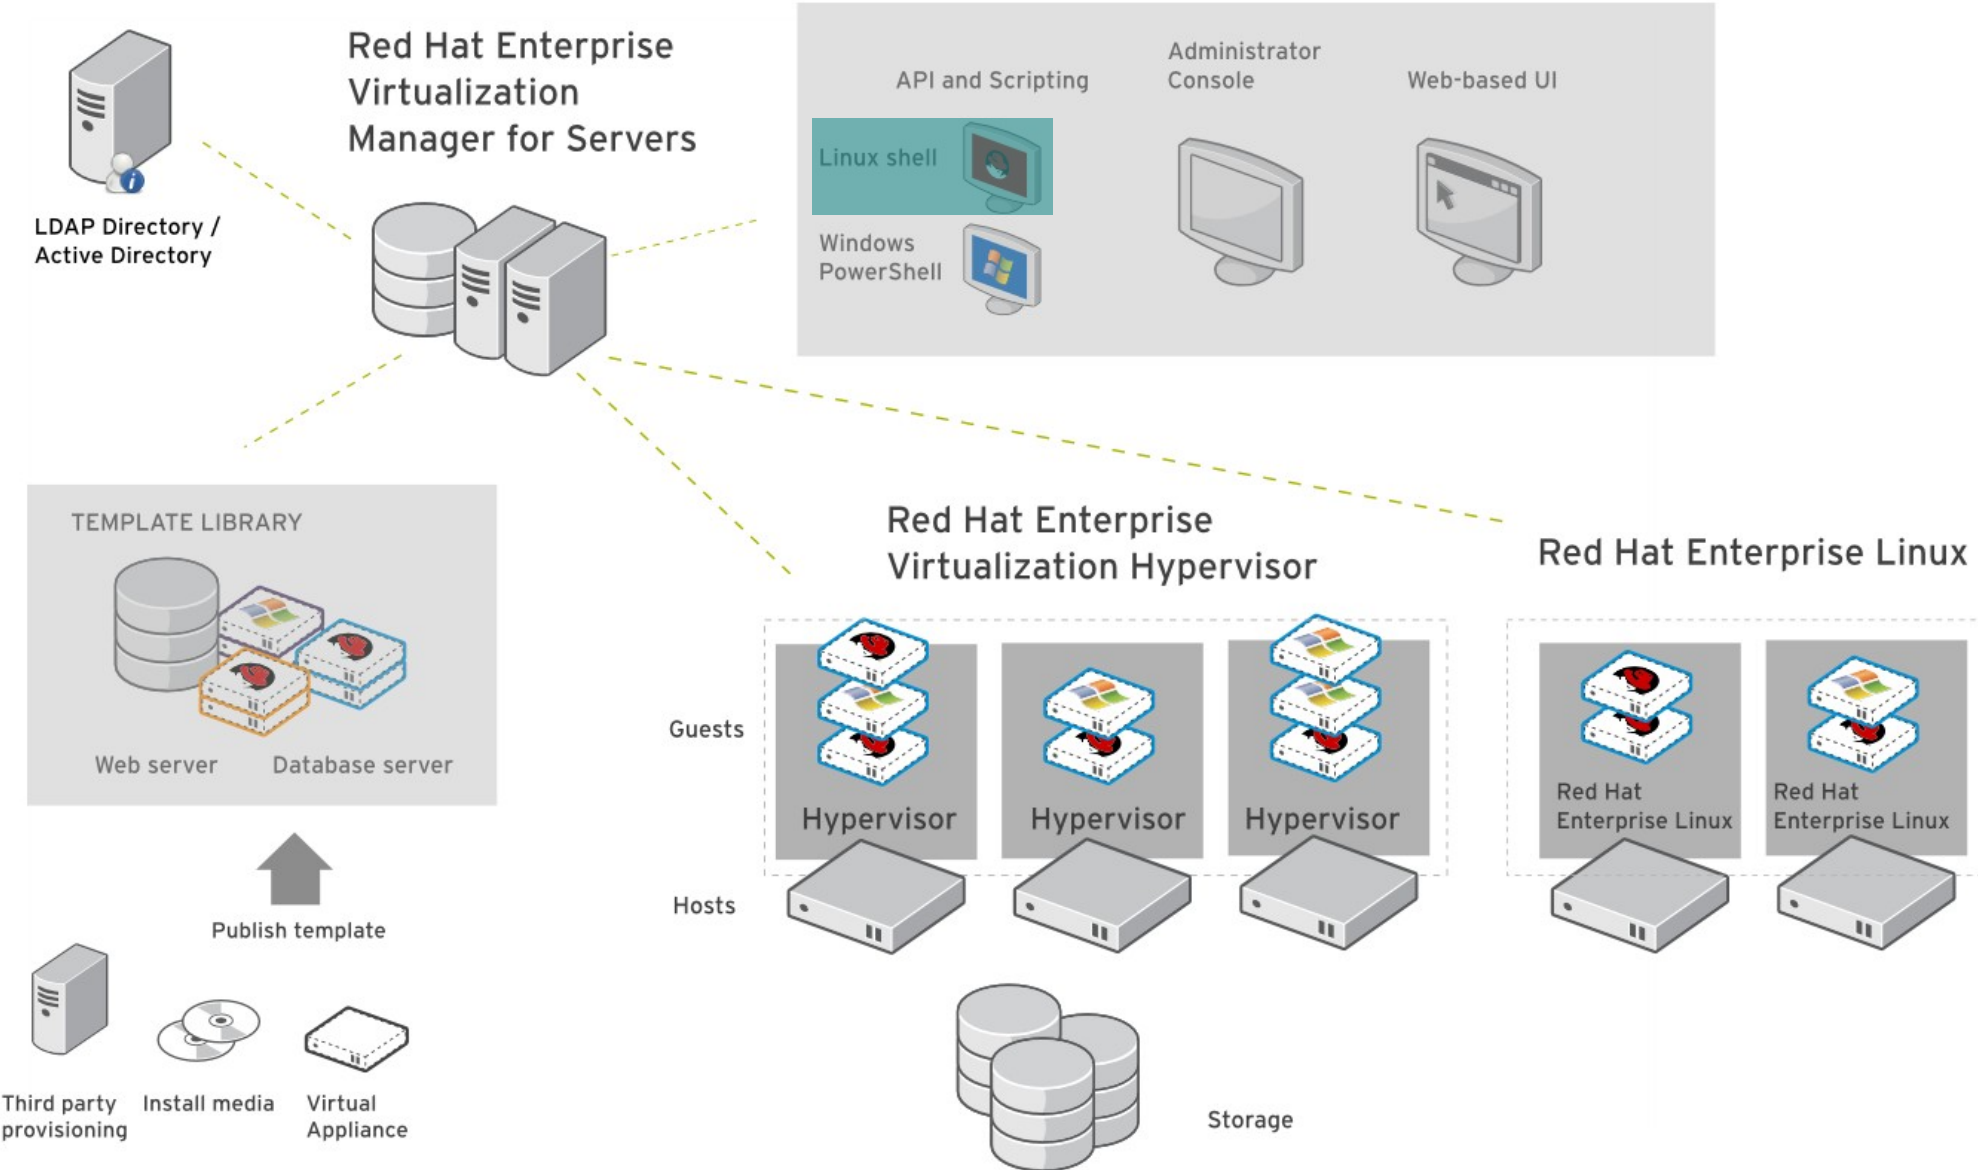 Red Hat Enterprise
Virtualization
Manager for Servers
LDAP Directory /
Active Directory
API and Scripting
Administrator
Console
Web-based UI
Linux shell
Windows
PowerShell
TEMPLATE LIBRARY
Web server
Database server
Publish template
Third party
provisioning
Install media
Virtual
Appliance
Red Hat Enterprise
Virtualization Hypervisor
Red Hat Enterprise Linux
Guests
Hypervisor
Hypervisor
Hypervisor
Red Hat
Enterprise Linux
Red Hat
Enterprise Linux
Hosts
Storage